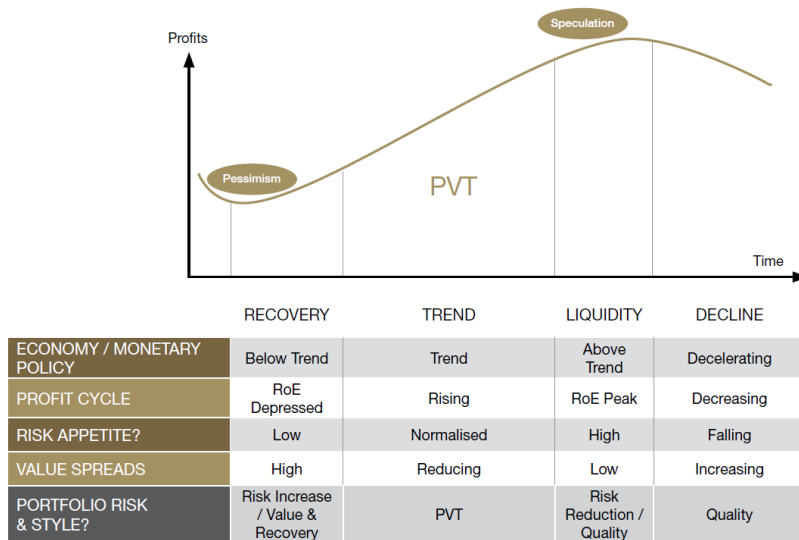 Speculation
Profits
Pessimism
PVT
Time
RECOVERY TREND LIQUIDITY DECLINE
ECONOMY / MONETARY
POLICY
Below Trend
Trend
Above
Trend
Decelerating
PROFIT CYCLE
RoE
Depressed
Rising
RoE Peak
Decreasing
RISK APPETITE?
Low
Normalised
High
Falling
VALUE SPREADS
High
Reducing
Low
Increasing
PORTFOLIO RISK
& STYLE?
Risk Increase
/ Value &
Recovery
PVT
Risk
Reduction /
Quality
Quality